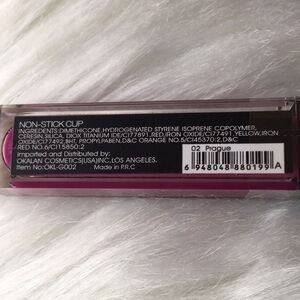 NON-STICK CUP
INGREDIENTS:DIMETHICONE,HYDROGENATED STYRENE ISOPRENE COPOLYMER,
CERESIN,SILICA, DIOX TITANIUM IDE/CI77891,RED,IRON OXIDE/CI77491,YELLOW,IRON
OXIDE/CI77492,BHT, PROPYLPABEN,D&C ORANGE NO.5/CI45370:2,D&C
RED NO.6/CI15850:2
Imported and Distributed by:
OKALAN COSMETICS(USA)INC,LOS ANGELES.
Item No:OKL-G002 Made in P.R.C
02 Prague
6 948048 880199 A